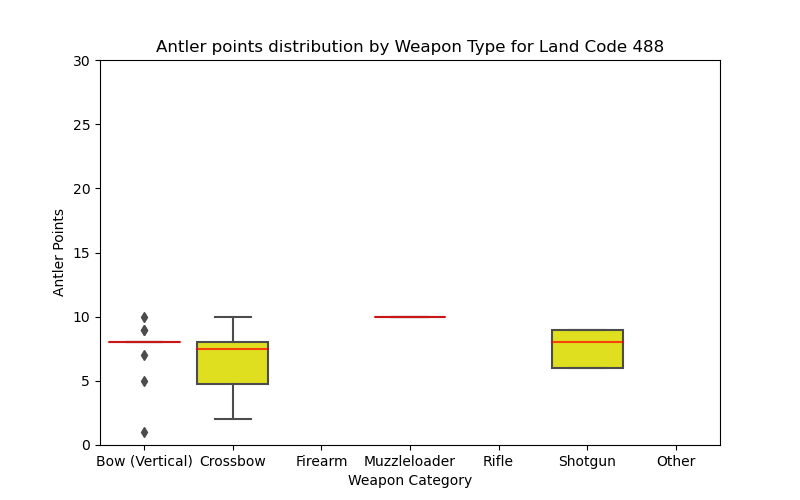 Antler points distribution by Weapon Type for Land Code 488
30
25
20
15
10
5
0
Antler Points
Bow (Vertical) Crossbow Firearm Muzzleloader Rifle Shotgun Other
Weapon Category